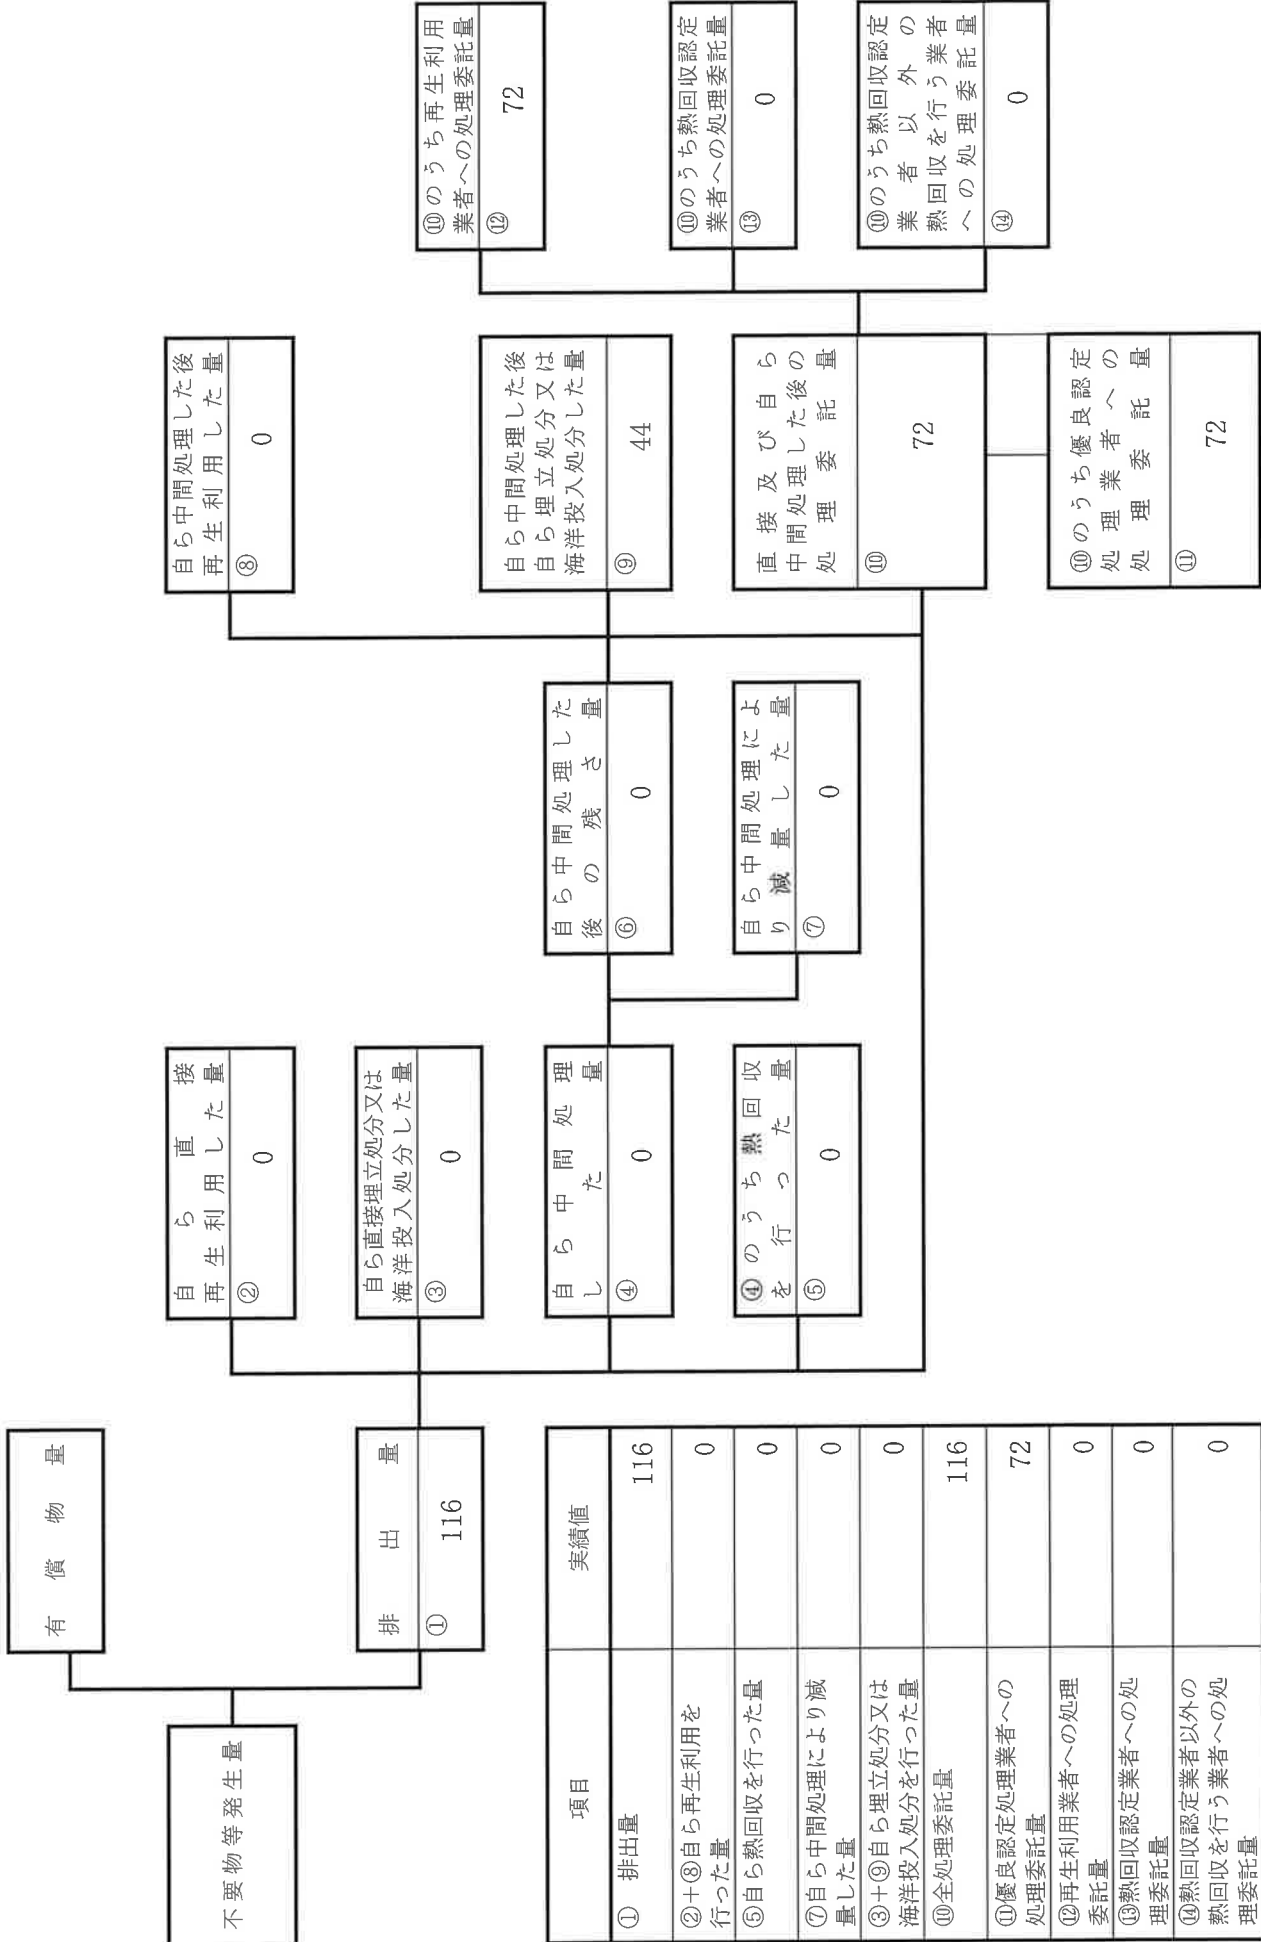 不要物等発生量
有償物量
排出量
①
116
自ら直接
再生利用した量
②
0
自ら直接埋立処分又は
海洋投入処分した量
③
0
自ら中間処理
した量
④
0
④のうち熱回収
を行った量
⑤
0
自ら中間処理した
後の残さ量
⑥
0
自ら中間処理によ
り減量した量
⑦
0
自ら中間処理した後
再生利用した量
⑧
0
自ら中間処理した後
自ら埋立処分又は
海洋投入処分した量
⑨
44
直接及び自ら
中間処理した後の
処理委託量
⑩
72
⑩のうち優良認定
処理業者への
処理委託量
⑪
72
⑩のうち再生利用
業者への処理委託量
⑫
72
⑩のうち熱回収認定
業者への処理委託量
⑬
0
⑩のうち熱回収認定
業者以外の
熱回収を行う業者
への処理委託量
⑭
0
項目 実績値
① 排出量 116
②+⑧自ら再生利用を
行った量 0
⑤自ら熱回収を行った量 0
⑦自ら中間処理により減
量した量 0
③+⑨自ら埋立処分又は
海洋投入処分を行った量 0
⑩全処理委託量 116
⑪優良認定処理業者への
処理委託量 72
⑫再生利用業者への処理
委託量 0
⑬熱回収認定業者への処
理委託量 0
⑭熱回収認定業者以外の
熱回収を行う業者への処
理委託量 0